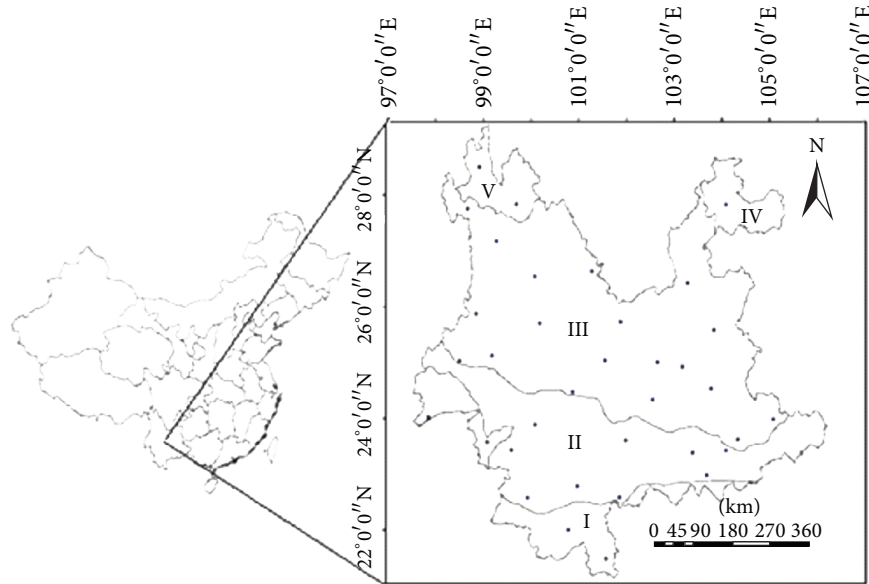 97°0′0″E
99°0′0″E
101°0′0″E
103°0′0″E
105°0′0″E
107°0′0″E
28°0′0″N
26°0′0″N
24°0′0″N
22°0′0″N
N
V
IV
III
II
I
(km)
0 45 90 180 270 360